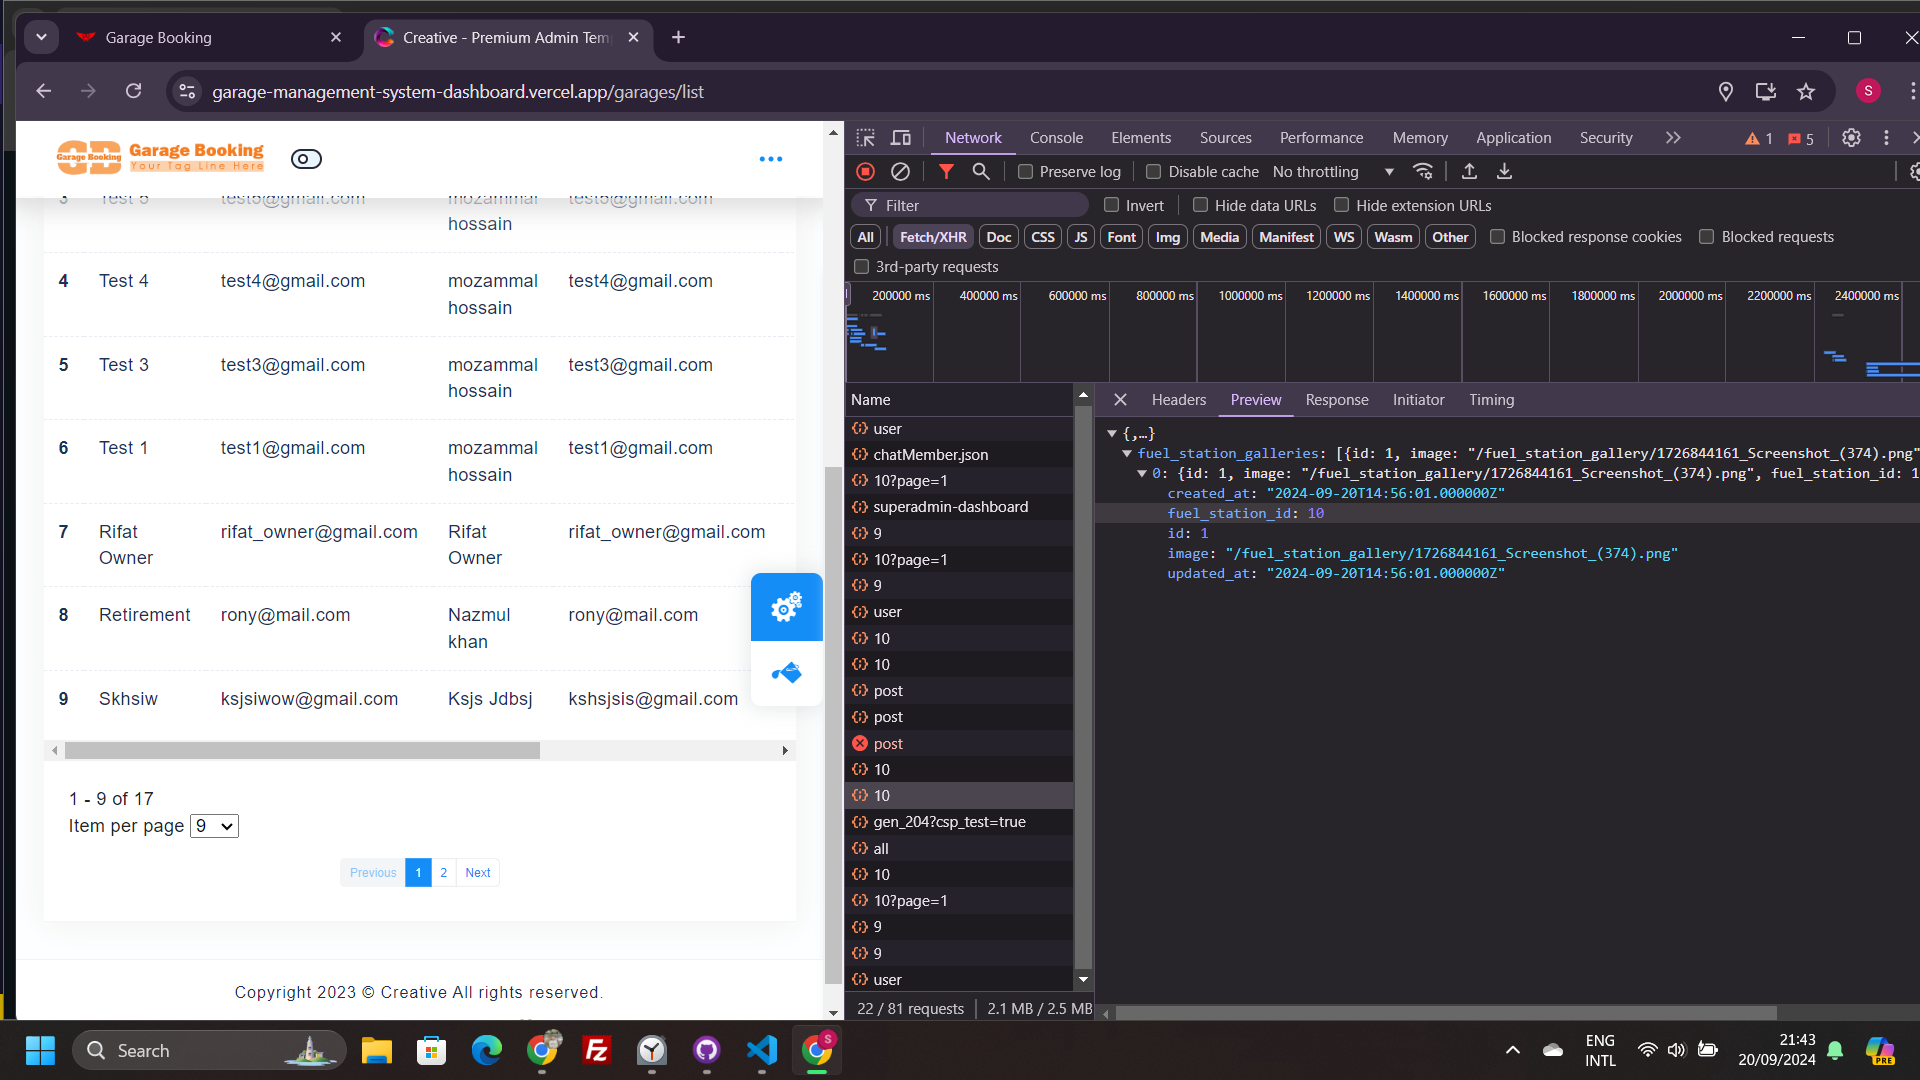 Garage Booking
Creative - Premium Admin Tem
S
garage-management-system-dashboard.vercel.app/garages/list
Garage Booking
Garage Booking
Your Tag Line Here
3 Test 5 test5@gmail.com mozammal hossain test5@gmail.com
4 Test 4 test4@gmail.com mozammal hossain test4@gmail.com
5 Test 3 test3@gmail.com mozammal hossain test3@gmail.com
6 Test 1 test1@gmail.com mozammal hossain test1@gmail.com
7 Rifat Owner rifat_owner@gmail.com Rifat Owner rifat_owner@gmail.com
8 Retirement rony@mail.com Nazmul khan rony@mail.com
9 Skhsiw ksjsiwow@gmail.com Ksjs Jdbsj kshsjsis@gmail.com
1 - 9 of 17
Item per page 9
Previous 1 2 Next
Copyright 2023 © Creative All rights reserved.
Network Console Elements Sources Performance Memory Application Security 1 5
Preserve log Disable cache No throttling
Filter Invert Hide data URLs Hide extension URLs
All Fetch/XHR Doc CSS JS Font Img Media Manifest WS Wasm Other Blocked response cookies Blocked requests
3rd-party requests
200000 ms 400000 ms 600000 ms 800000 ms 1000000 ms 1200000 ms 1400000 ms 1600000 ms 1800000 ms 2000000 ms 2200000 ms 2400000 ms
Name
user
chatMember.json
10?page=1
superadmin-dashboard
9
10?page=1
9
user
10
10
post
post
post
10
10
gen_204?csp_test=true
all
10
10?page=1
9
9
user
22 / 81 requests 2.1 MB / 2.5 MB
Headers Preview Response Initiator Timing
{,…}
fuel_station_galleries: [{id: 1, image: "/fuel_station_gallery/1726844161_Screenshot_(374).png"
0: {id: 1, image: "/fuel_station_gallery/1726844161_Screenshot_(374).png", fuel_station_id: 1
created_at: "2024-09-20T14:56:01.000000Z"
fuel_station_id: 10
id: 1
image: "/fuel_station_gallery/1726844161_Screenshot_(374).png"
updated_at: "2024-09-20T14:56:01.000000Z"
Search
S
ENG
INTL
21:43
20/09/2024
PRE